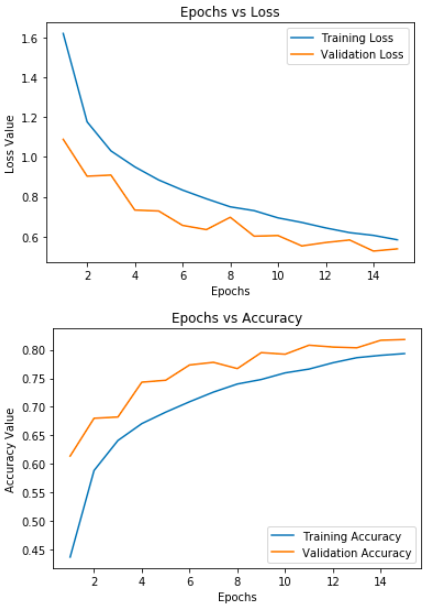 Epochs vs Loss
Training Loss
Validation Loss
1.6
1.4
1.2
1.0
0.8
0.6
Loss Value
2 4 6 8 10 12 14
Epochs
Epochs vs Accuracy
0.80
0.75
0.70
0.65
0.60
0.55
0.50
0.45
Accuracy Value
Training Accuracy
Validation Accuracy
2 4 6 8 10 12 14
Epochs